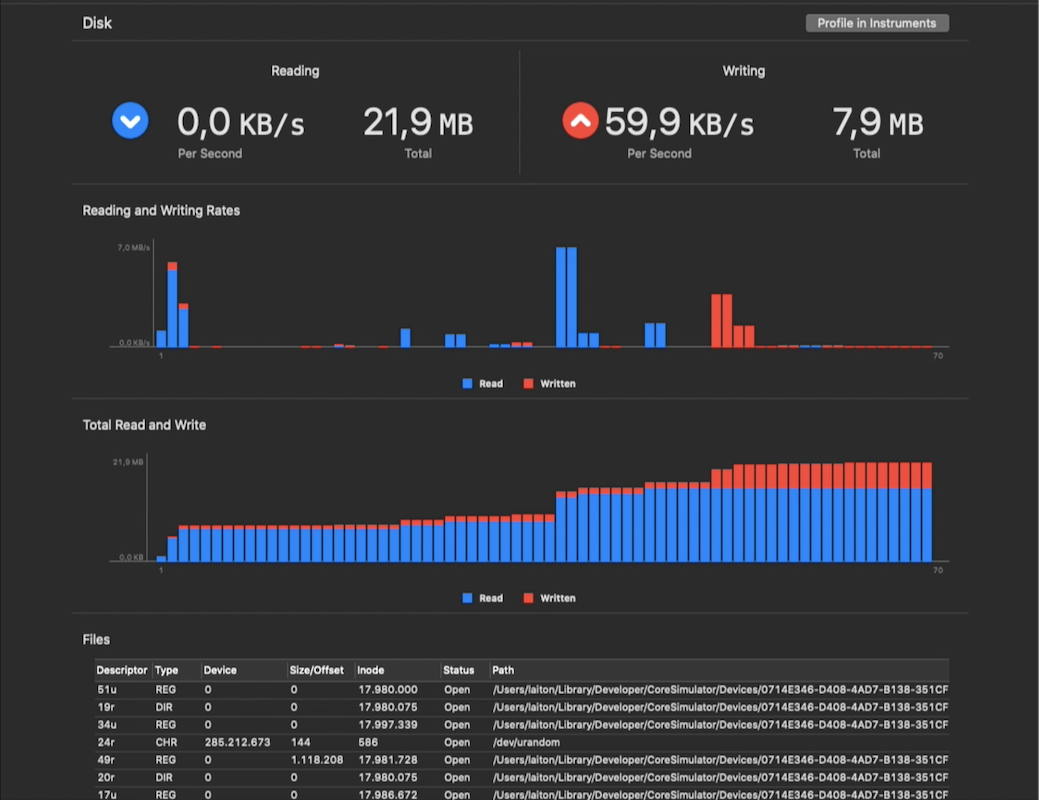 Disk
Profile in Instruments
Reading
Writing
0,0 KB/s
21,9 MB
59,9 KB/s
7,9 MB
Per Second
Total
Per Second
Total
Reading and Writing Rates
7,0 MB/s
0,0 KB/s
1
70
Read
Written
Total Read and Write
21,9 MB
0,0 KB
1
70
Read
Written
Files
Descriptor Type Device Size/Offset Inode Status Path
51u REG 0 0 17.980.000 Open /Users/laiton/Library/Developer/CoreSimulator/Devices/0714E346-D408-4AD7-B138-351CF
19r DIR 0 0 17.980.075 Open /Users/laiton/Library/Developer/CoreSimulator/Devices/0714E346-D408-4AD7-B138-351CF
34u REG 0 0 17.997.339 Open /Users/laiton/Library/Developer/CoreSimulator/Devices/0714E346-D408-4AD7-B138-351CF
24r CHR 285.212.673 144 586 Open /dev/urandom
49r REG 0 1.118.208 17.981.728 Open /Users/laiton/Library/Developer/CoreSimulator/Devices/0714E346-D408-4AD7-B138-351CF
20r DIR 0 0 17.980.075 Open /Users/laiton/Library/Developer/CoreSimulator/Devices/0714E346-D408-4AD7-B138-351CF
17u REG 0 0 17.986.672 Open /Users/laiton/Library/Developer/CoreSimulator/Devices/0714E346-D408-4AD7-B138-351CF